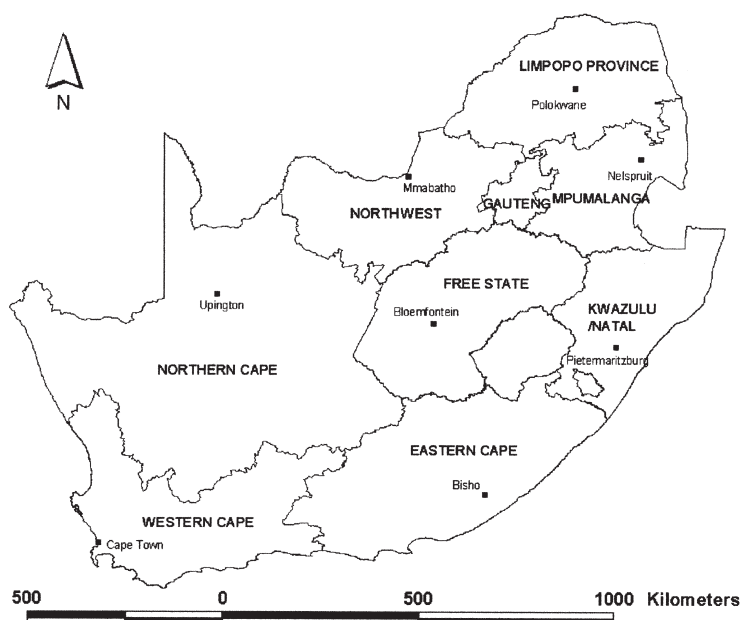 N
LIMPOPO PROVINCE
Polokwane
Nelspruit
Mmabatho
GAUTENG
MPUMALANGA
NORTHWEST
FREE STATE
Upington
Bloemfontein
KWAZULU
/NATAL
Pietermaritzburg
NORTHERN CAPE
EASTERN CAPE
Bisho
WESTERN CAPE
Cape Town
500 0 500 1000 Kilometers